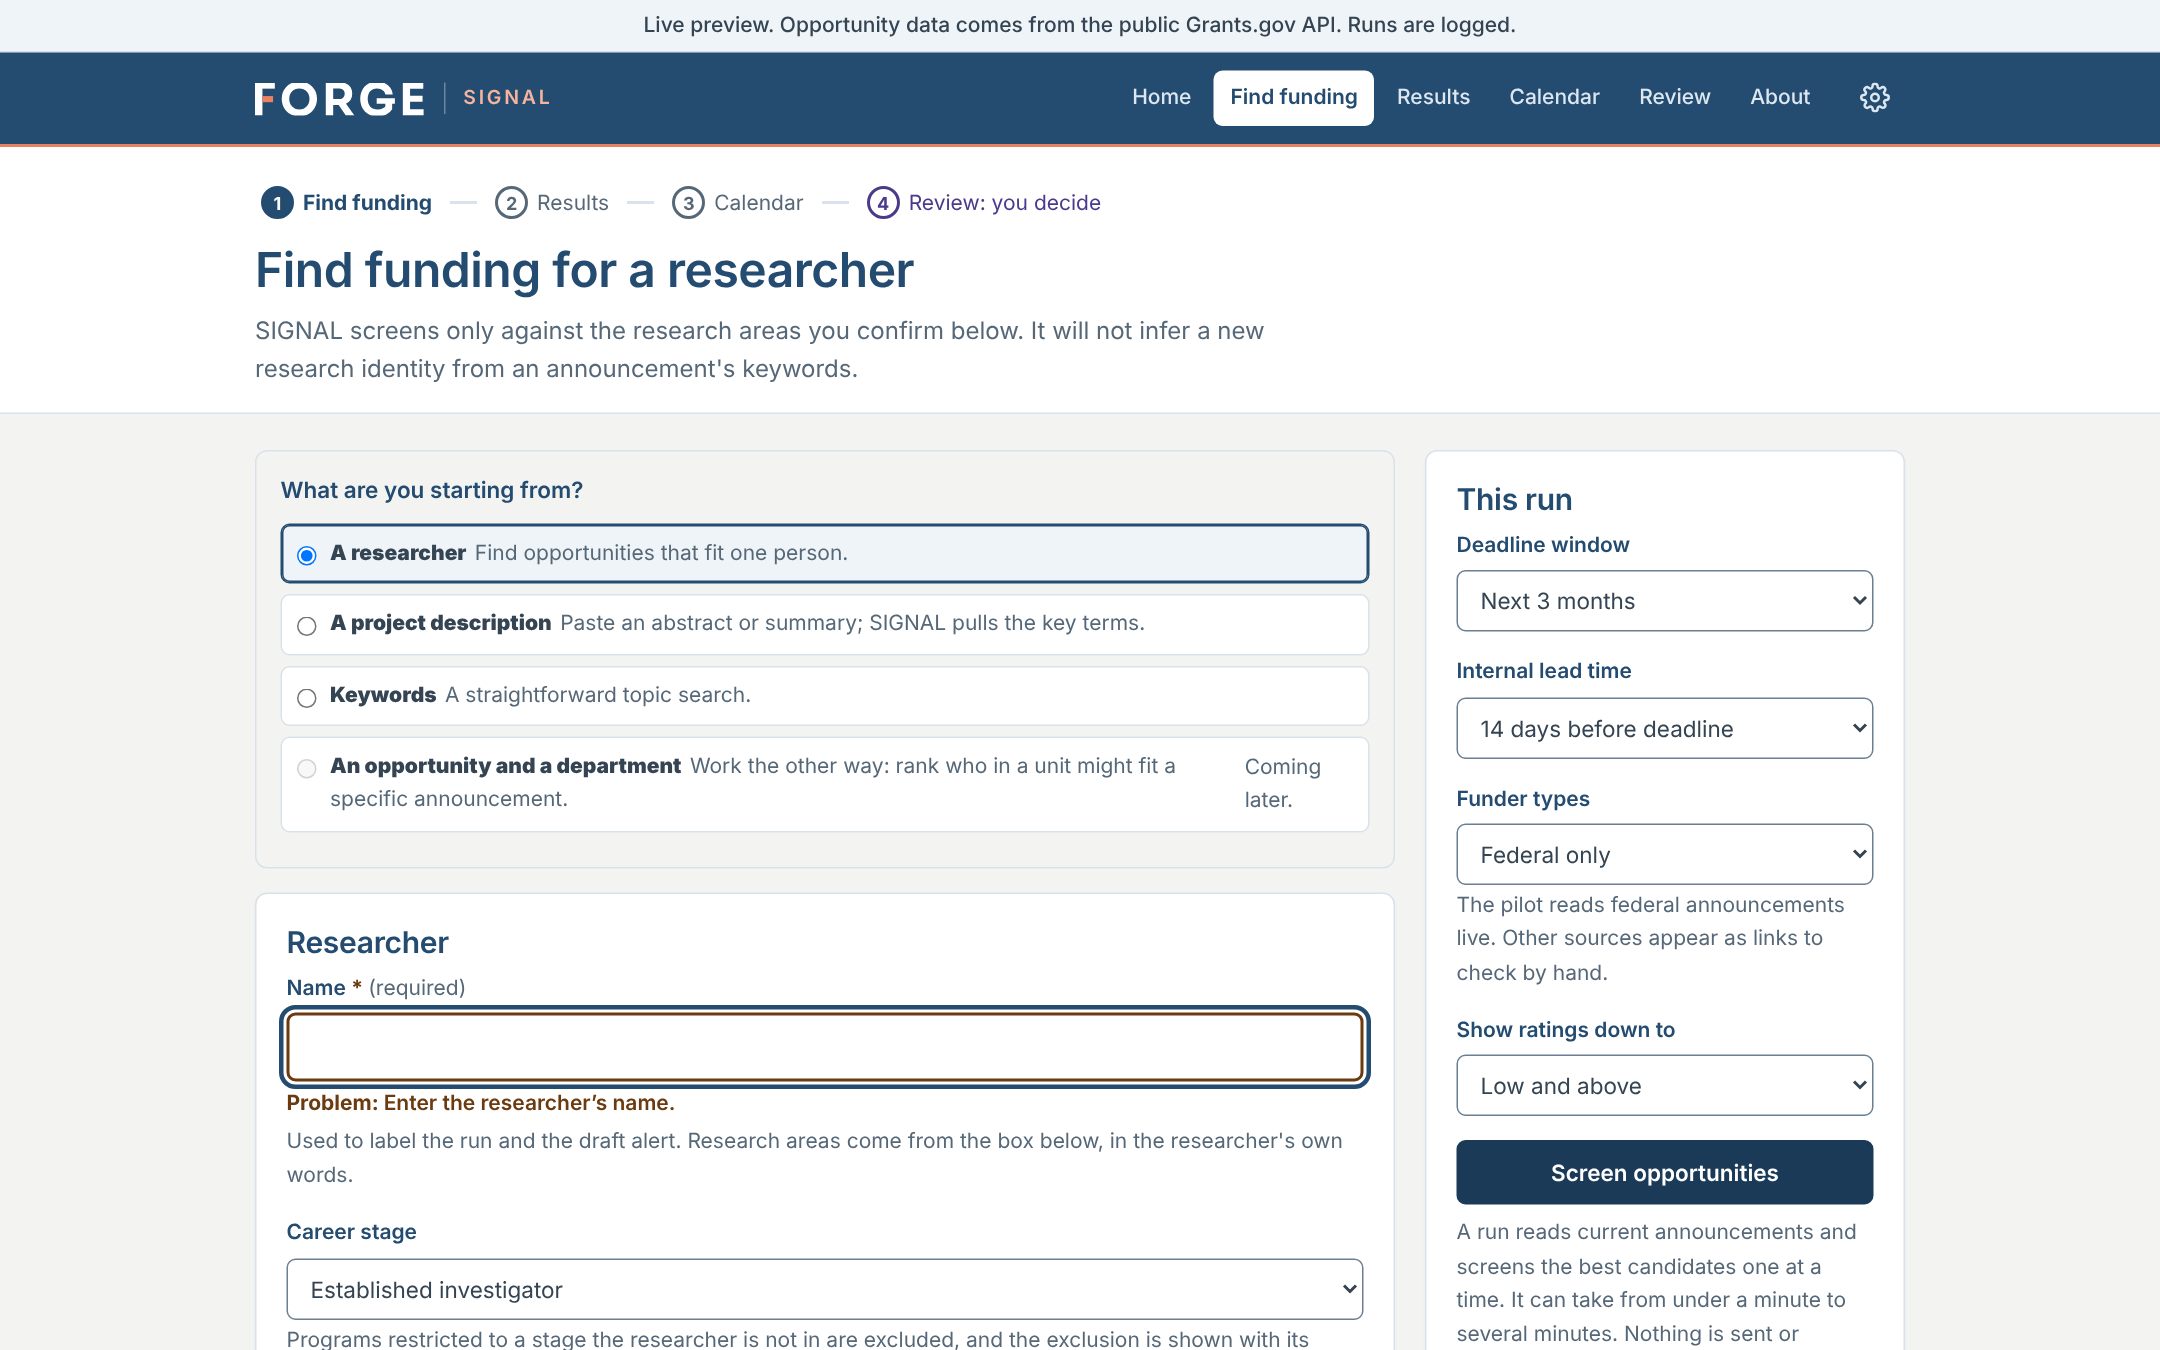 Live preview. Opportunity data comes from the public Grants.gov API. Runs are logged.
FORGE SIGNAL
Home Find funding Results Calendar Review About
1 Find funding 2 Results 3 Calendar 4 Review: you decide
Find funding for a researcher
SIGNAL screens only against the research areas you confirm below. It will not infer a new
research identity from an announcement's keywords.
What are you starting from?
A researcher Find opportunities that fit one person.
A project description Paste an abstract or summary; SIGNAL pulls the key terms.
Keywords A straightforward topic search.
An opportunity and a department Work the other way: rank who in a unit might fit a
specific announcement.
Coming
later.
Researcher
Name * (required)
Problem: Enter the researcher’s name.
Used to label the run and the draft alert. Research areas come from the box below, in the researcher's own
words.
Career stage
Established investigator
Programs restricted to a stage the researcher is not in are excluded, and the exclusion is shown with its
This run
Deadline window
Next 3 months
Internal lead time
14 days before deadline
Funder types
Federal only
The pilot reads federal announcements
live. Other sources appear as links to
check by hand.
Show ratings down to
Low and above
Screen opportunities
A run reads current announcements and
screens the best candidates one at a
time. It can take from under a minute to
several minutes. Nothing is sent or